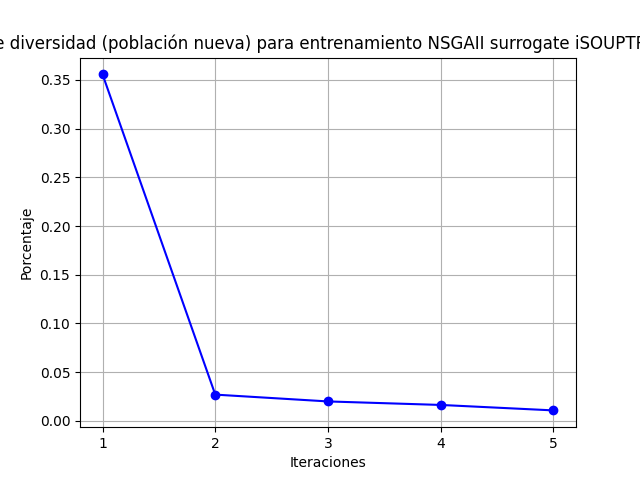 e diversidad (población nueva) para entrenamiento NSGAII surrogate
Porcentaje
0.35
0.30
0.25
0.20
0.15
0.10
0.05
0.00
1 2 3 4 5
Iteraciones